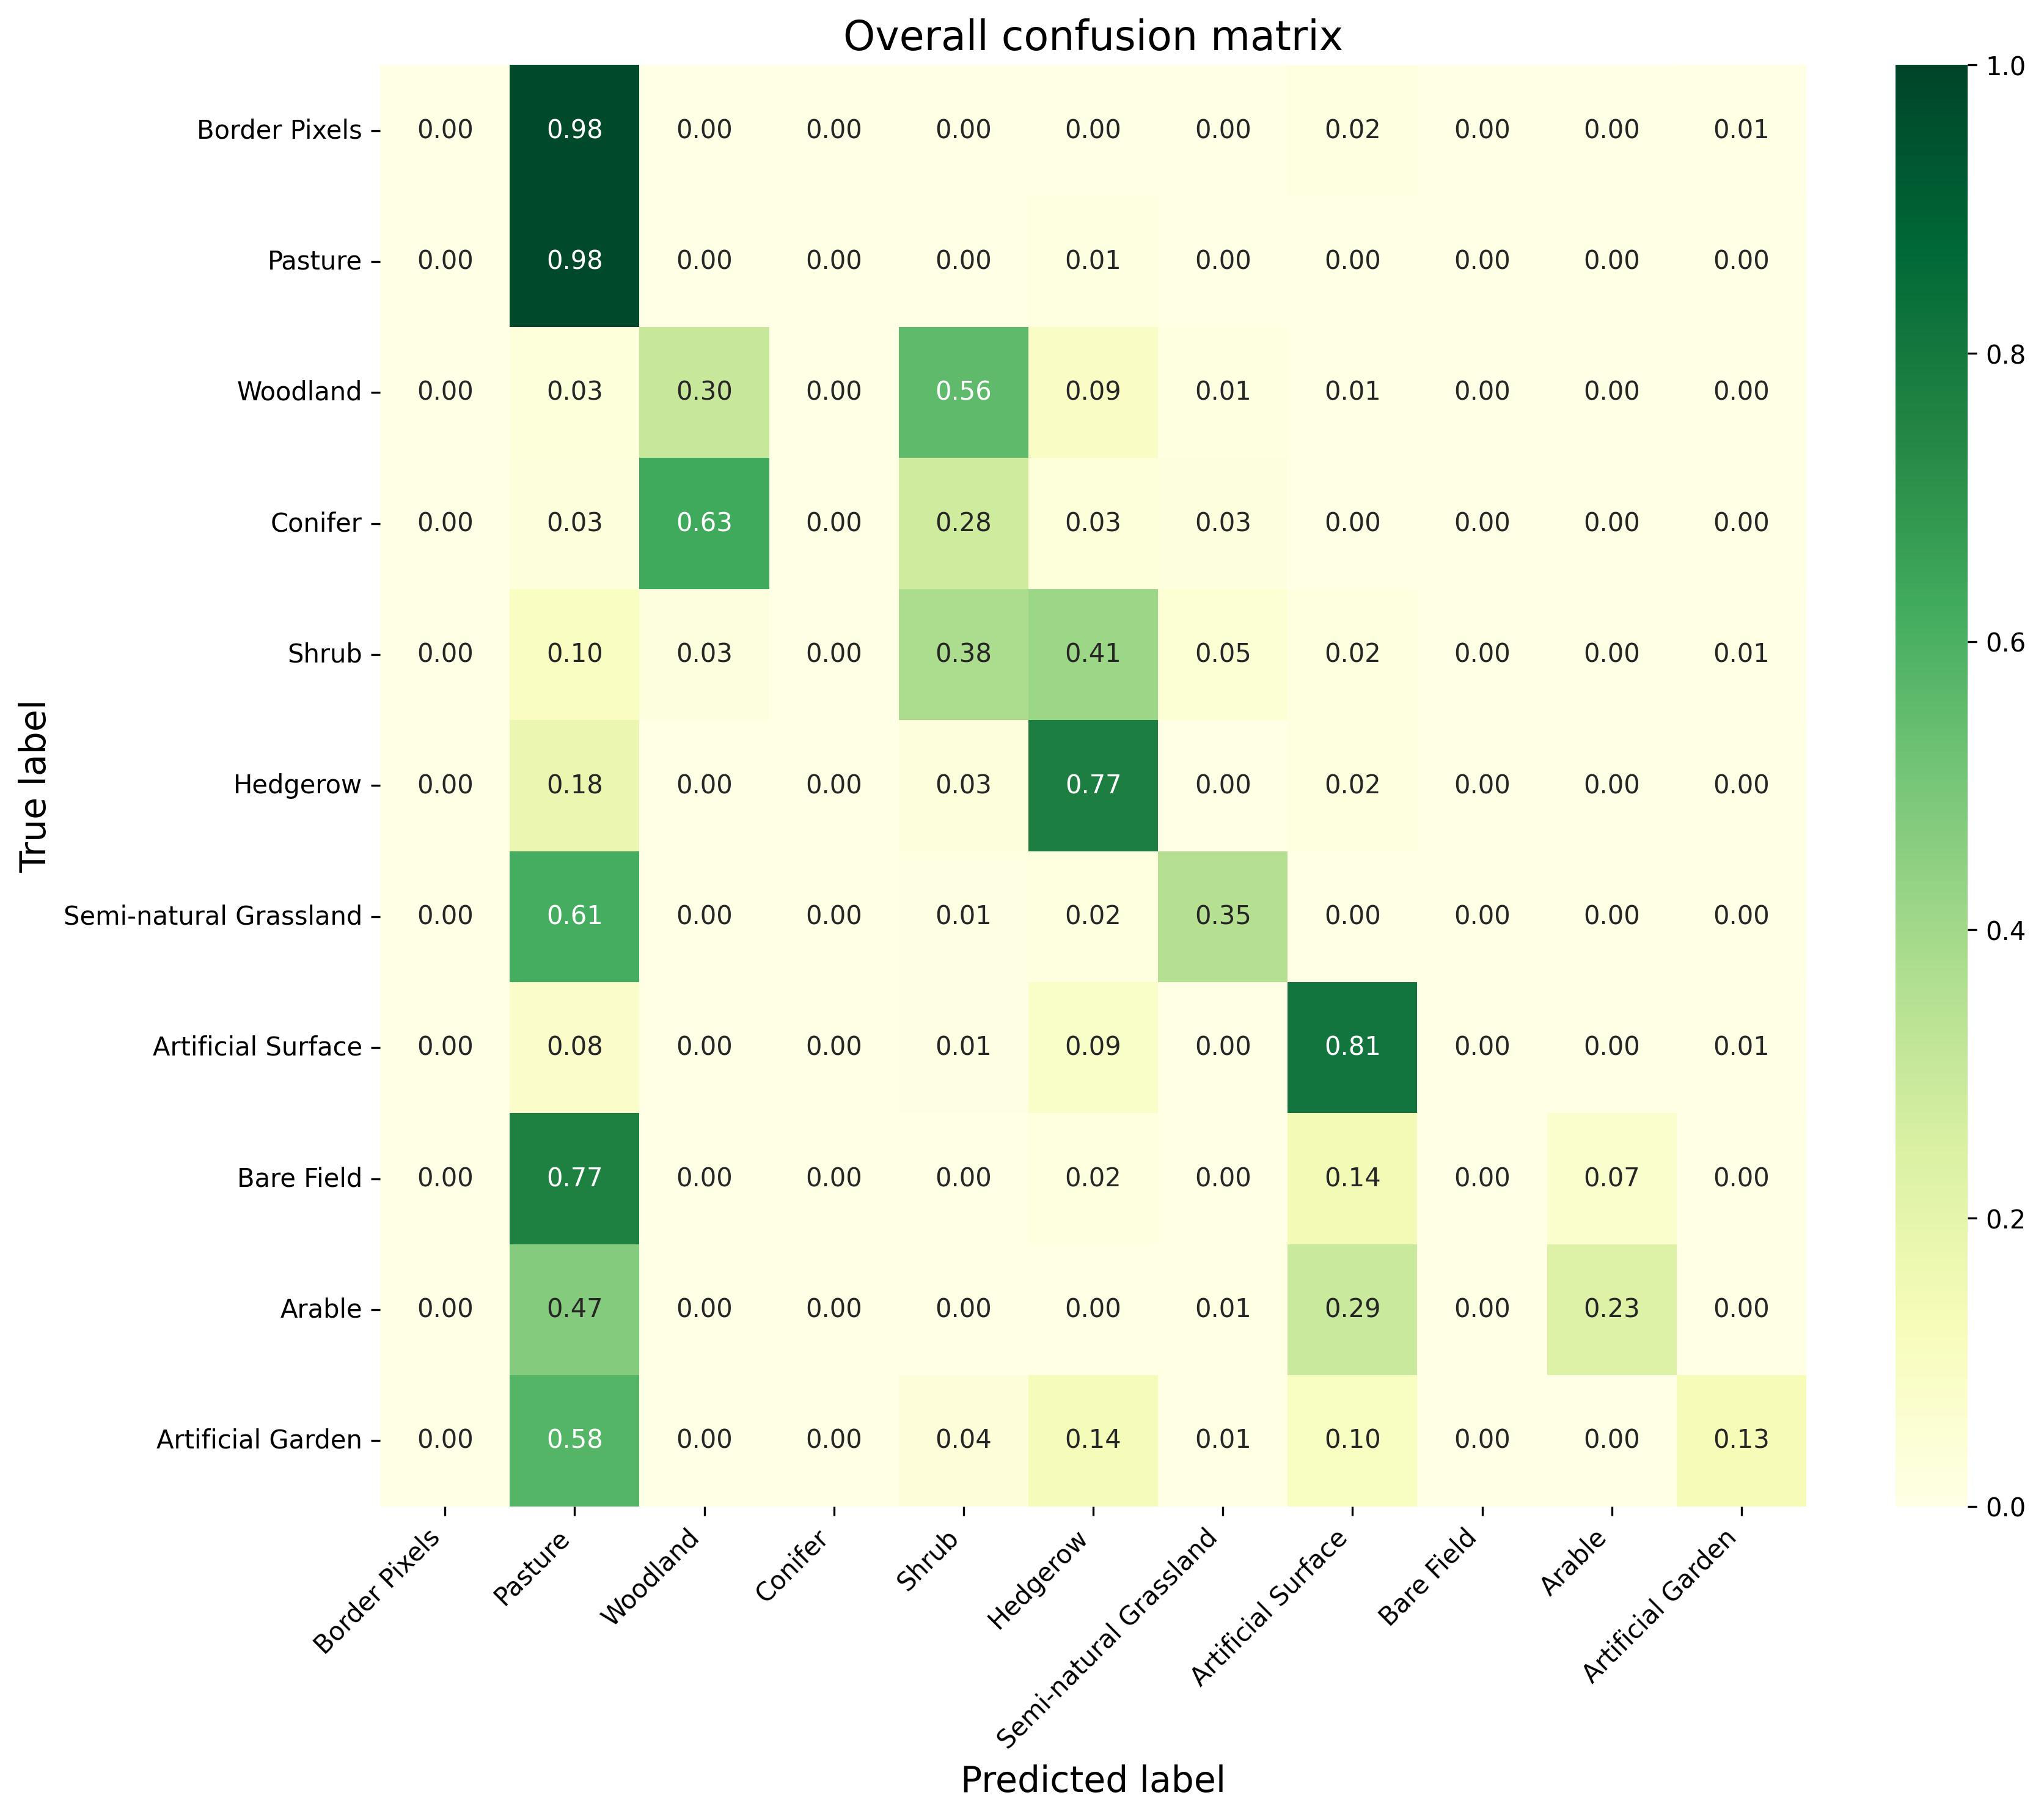 Overall confusion matrix
Border Pixels 0.00 0.98 0.00 0.00 0.00 0.00 0.00 0.02 0.00 0.00 0.01
Pasture 0.00 0.98 0.00 0.00 0.00 0.01 0.00 0.00 0.00 0.00 0.00
Woodland 0.00 0.03 0.30 0.00 0.56 0.09 0.01 0.01 0.00 0.00 0.00
Conifer 0.00 0.03 0.63 0.00 0.28 0.03 0.03 0.00 0.00 0.00 0.00
Shrub 0.00 0.10 0.03 0.00 0.38 0.41 0.05 0.02 0.00 0.00 0.01
Hedgerow 0.00 0.18 0.00 0.00 0.03 0.77 0.00 0.02 0.00 0.00 0.00
Semi-natural Grassland 0.00 0.61 0.00 0.00 0.01 0.02 0.35 0.00 0.00 0.00 0.00
Artificial Surface 0.00 0.08 0.00 0.00 0.01 0.09 0.00 0.81 0.00 0.00 0.01
Bare Field 0.00 0.77 0.00 0.00 0.00 0.02 0.00 0.14 0.00 0.07 0.00
Arable 0.00 0.47 0.00 0.00 0.00 0.00 0.01 0.29 0.00 0.23 0.00
Artificial Garden 0.00 0.58 0.00 0.00 0.04 0.14 0.01 0.10 0.00 0.00 0.13
True label
Border Pixels
Pasture
Woodland
Conifer
Shrub
Hedgerow
Semi-natural Grassland
Artificial Surface
Bare Field
Arable
Artificial Garden
Predicted label
1.0
0.8
0.6
0.4
0.2
0.0